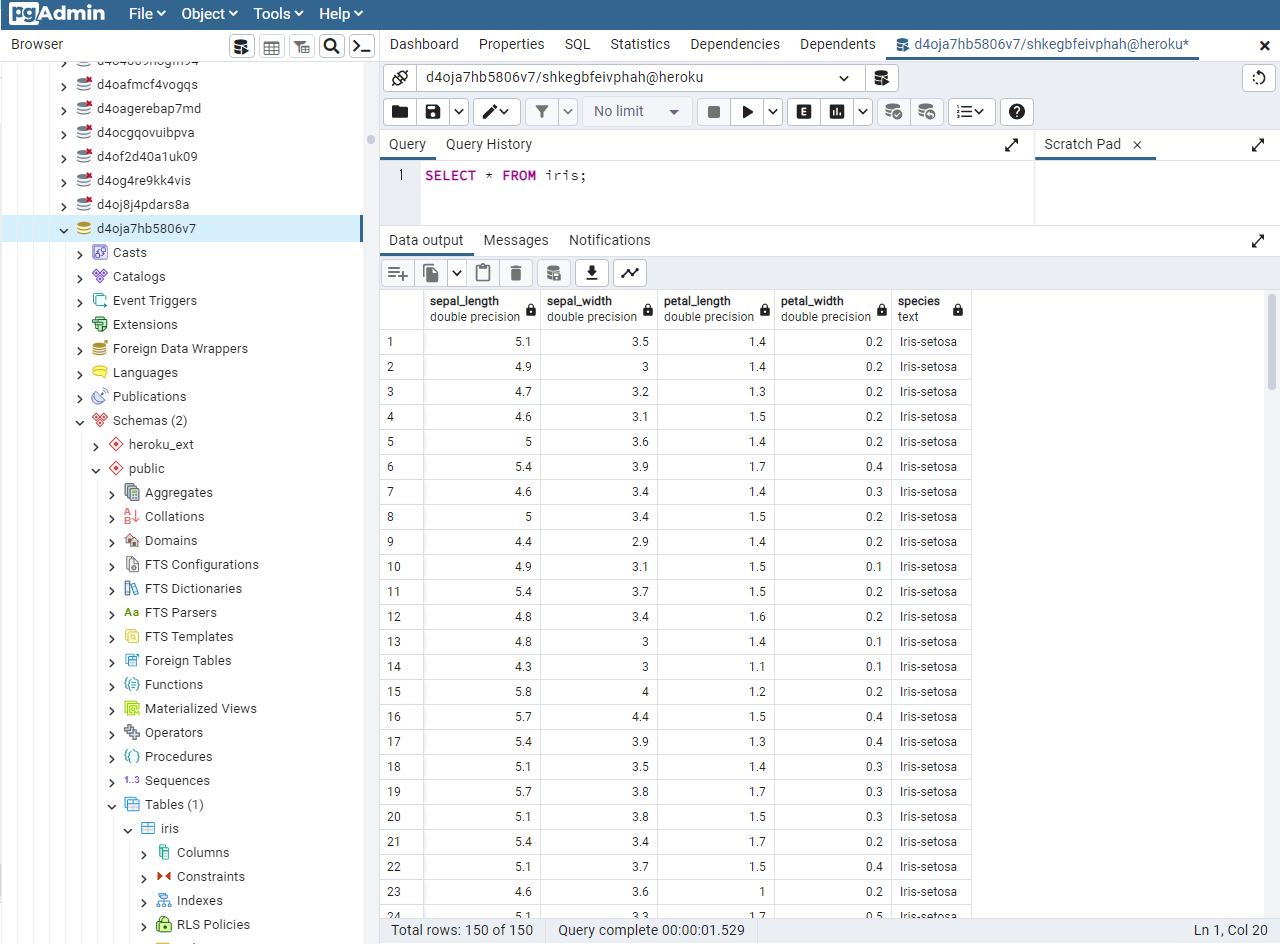 pgAdmin File Object Tools Help
Browser
Dashboard Properties SQL Statistics Dependencies Dependents d4oja7hb5806v7/shkegbfeivphah@heroku*
d4oafmcf4vogqs
d4oagerebap7md
d4ocgqovuibpva
d4of2d40a1uk09
d4og4re9kk4vis
d4oj8j4pdars8a
d4oja7hb5806v7
Casts
Catalogs
Event Triggers
Extensions
Foreign Data Wrappers
Languages
Publications
Schemas (2)
heroku_ext
public
Aggregates
Collations
Domains
FTS Configurations
FTS Dictionaries
Aa FTS Parsers
FTS Templates
Foreign Tables
Functions
Materialized Views
Operators
Procedures
1..3 Sequences
Tables (1)
iris
Columns
Constraints
Indexes
RLS Policies
d4oja7hb5806v7/shkegbfeivphah@heroku
No limit E
Query Query History Scratch Pad
1 SELECT * FROM iris;
Data output Messages Notifications
sepal_length sepal_width petal_length petal_width species
double precision double precision double precision double precision text
1 5.1 3.5 1.4 0.2 Iris-setosa
2 4.9 3 1.4 0.2 Iris-setosa
3 4.7 3.2 1.3 0.2 Iris-setosa
4 4.6 3.1 1.5 0.2 Iris-setosa
5 5 3.6 1.4 0.2 Iris-setosa
6 5.4 3.9 1.7 0.4 Iris-setosa
7 4.6 3.4 1.4 0.3 Iris-setosa
8 5 3.4 1.5 0.2 Iris-setosa
9 4.4 2.9 1.4 0.2 Iris-setosa
10 4.9 3.1 1.5 0.1 Iris-setosa
11 5.4 3.7 1.5 0.2 Iris-setosa
12 4.8 3.4 1.6 0.2 Iris-setosa
13 4.8 3 1.4 0.1 Iris-setosa
14 4.3 3 1.1 0.1 Iris-setosa
15 5.8 4 1.2 0.2 Iris-setosa
16 5.7 4.4 1.5 0.4 Iris-setosa
17 5.4 3.9 1.3 0.4 Iris-setosa
18 5.1 3.5 1.4 0.3 Iris-setosa
19 5.7 3.8 1.7 0.3 Iris-setosa
20 5.1 3.8 1.5 0.3 Iris-setosa
21 5.4 3.4 1.7 0.2 Iris-setosa
22 5.1 3.7 1.5 0.4 Iris-setosa
23 4.6 3.6 1 0.2 Iris-setosa
24 5.1 3.3 1.7 0.5 Iris-setosa
Total rows: 150 of 150 Query complete 00:00:01.529 Ln 1, Col 20